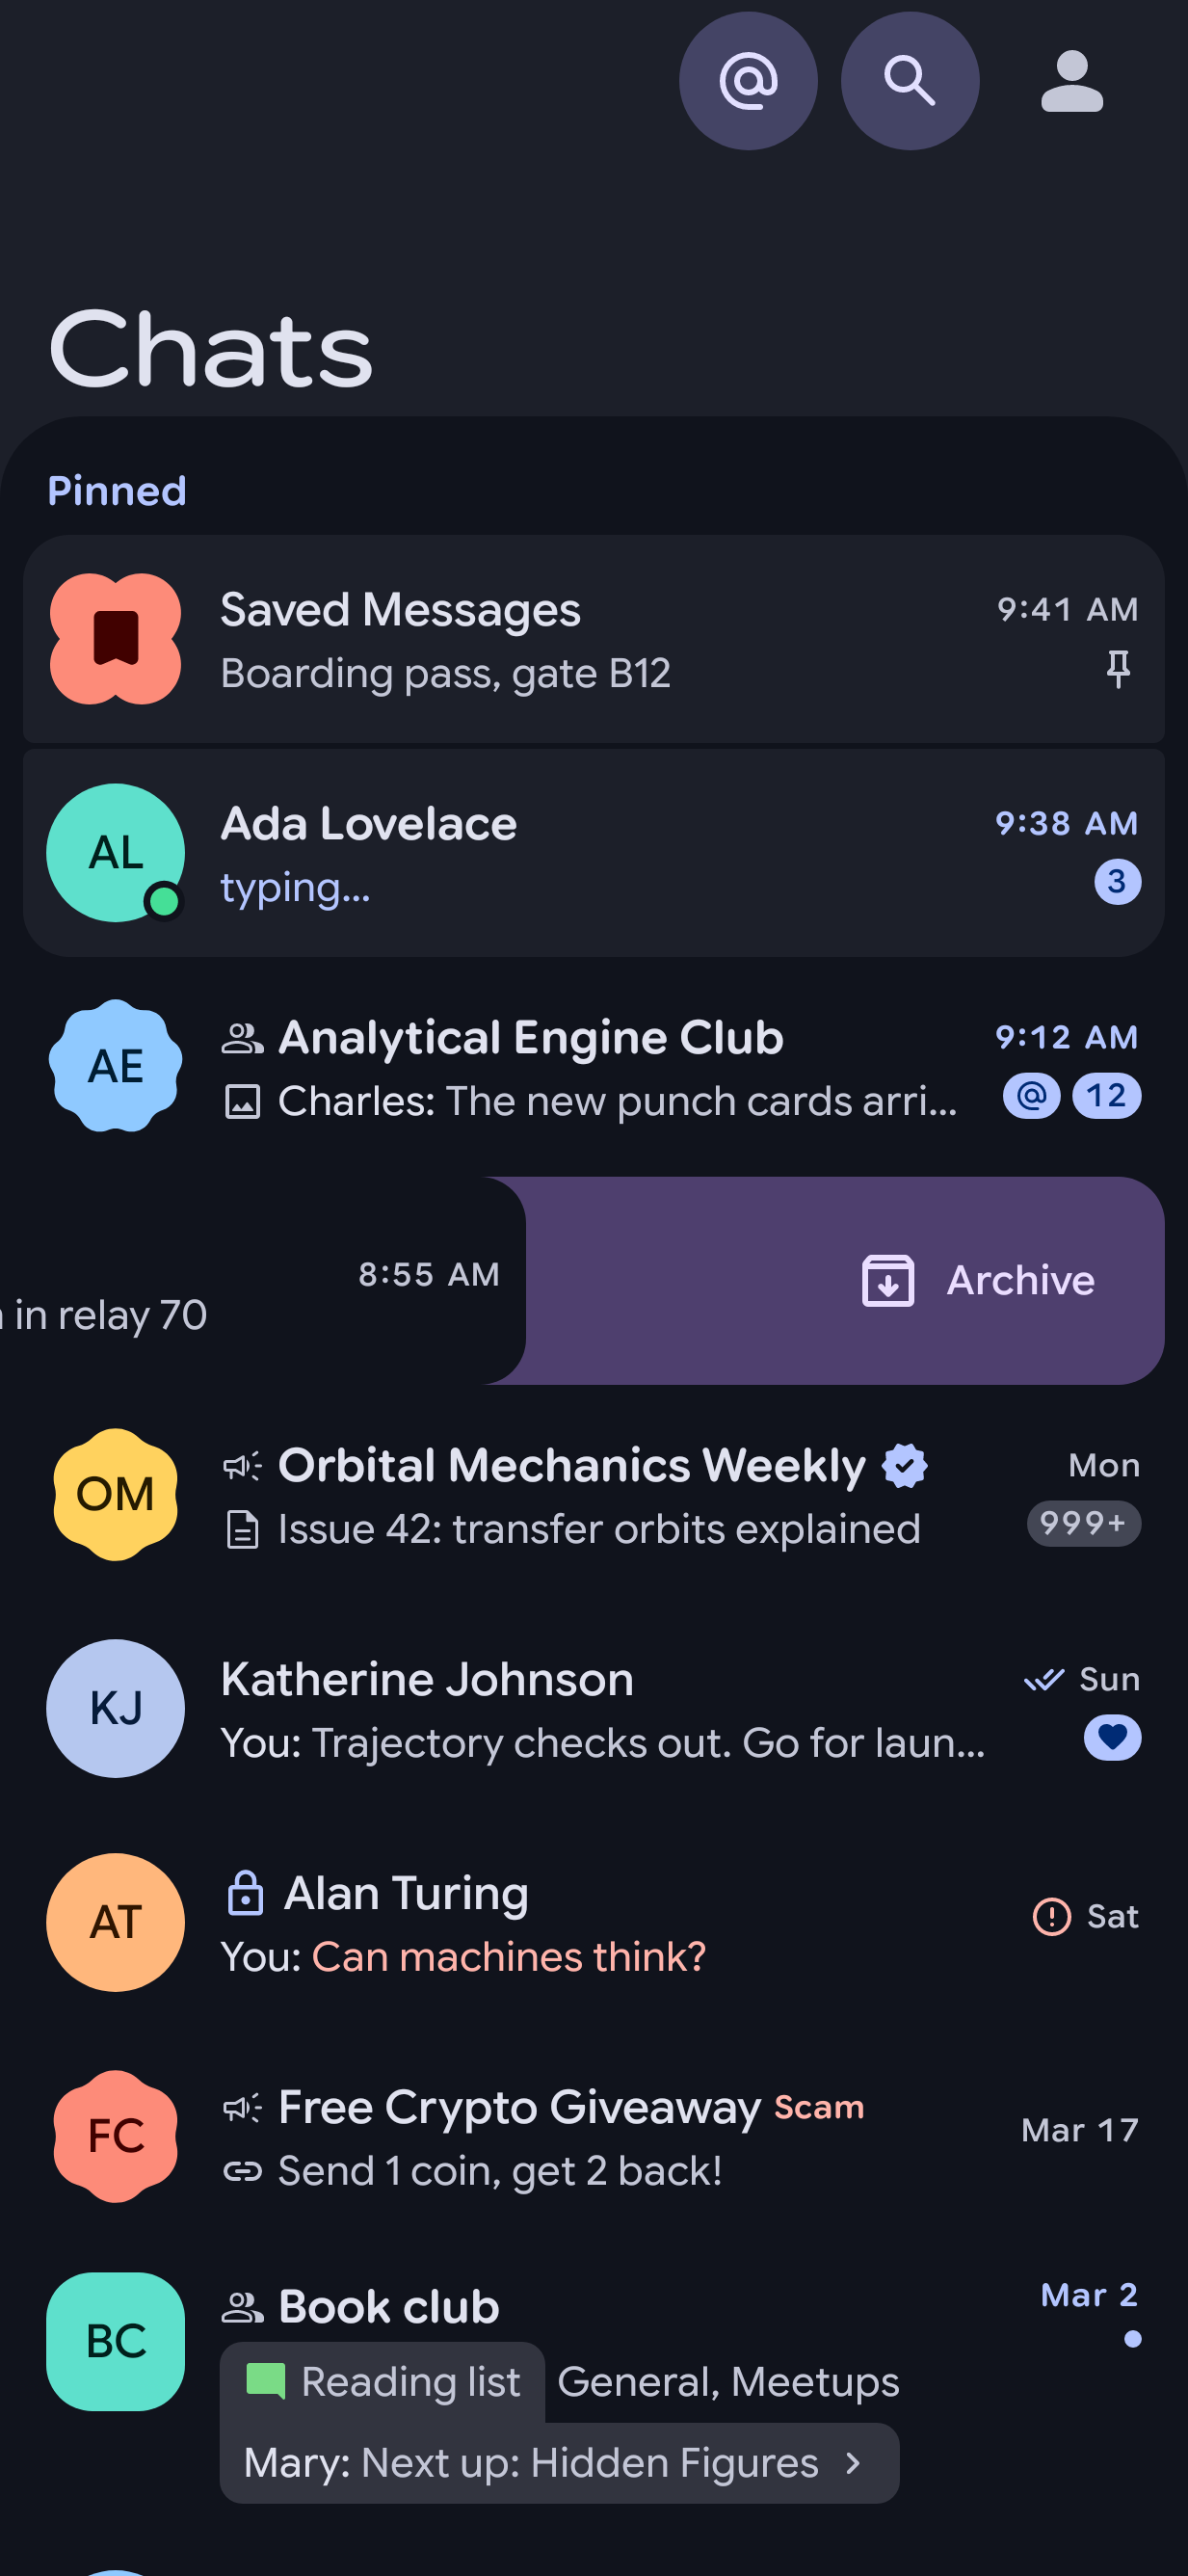 Chats
Pinned
Saved Messages 9:41 AM
Boarding pass, gate B12
AL Ada Lovelace 9:38 AM
typing... 3
AE Analytical Engine Club 9:12 AM
Charles: The new punch cards arri... @ 12
8:55 AM
in relay 70
Archive
OM Orbital Mechanics Weekly Mon
Issue 42: transfer orbits explained 999+
KJ Katherine Johnson Sun
You: Trajectory checks out. Go for laun...
AT Alan Turing Sat
You: Can machines think?
FC Free Crypto Giveaway Scam Mar 17
Send 1 coin, get 2 back!
BC Book club Mar 2
Reading list General, Meetups
Mary: Next up: Hidden Figures